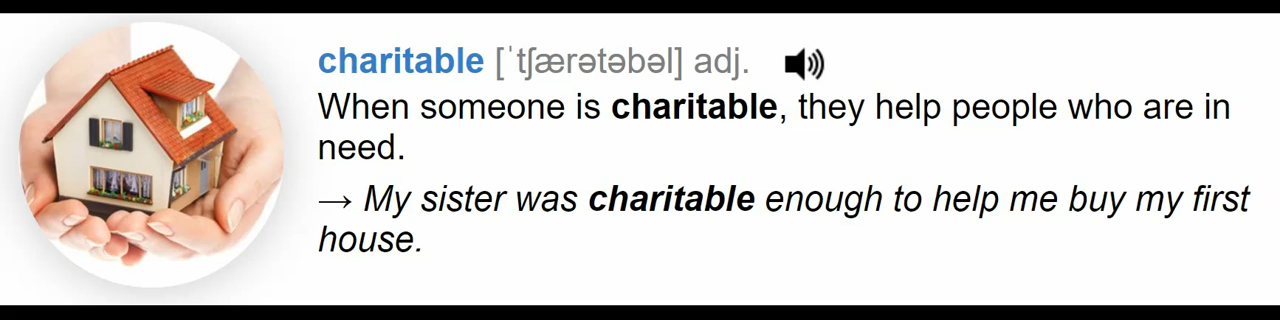 charitable [ˈtʃærətəbəl] adj.
When someone is charitable, they help people who are in
need.
→ My sister was charitable enough to help me buy my first
house.